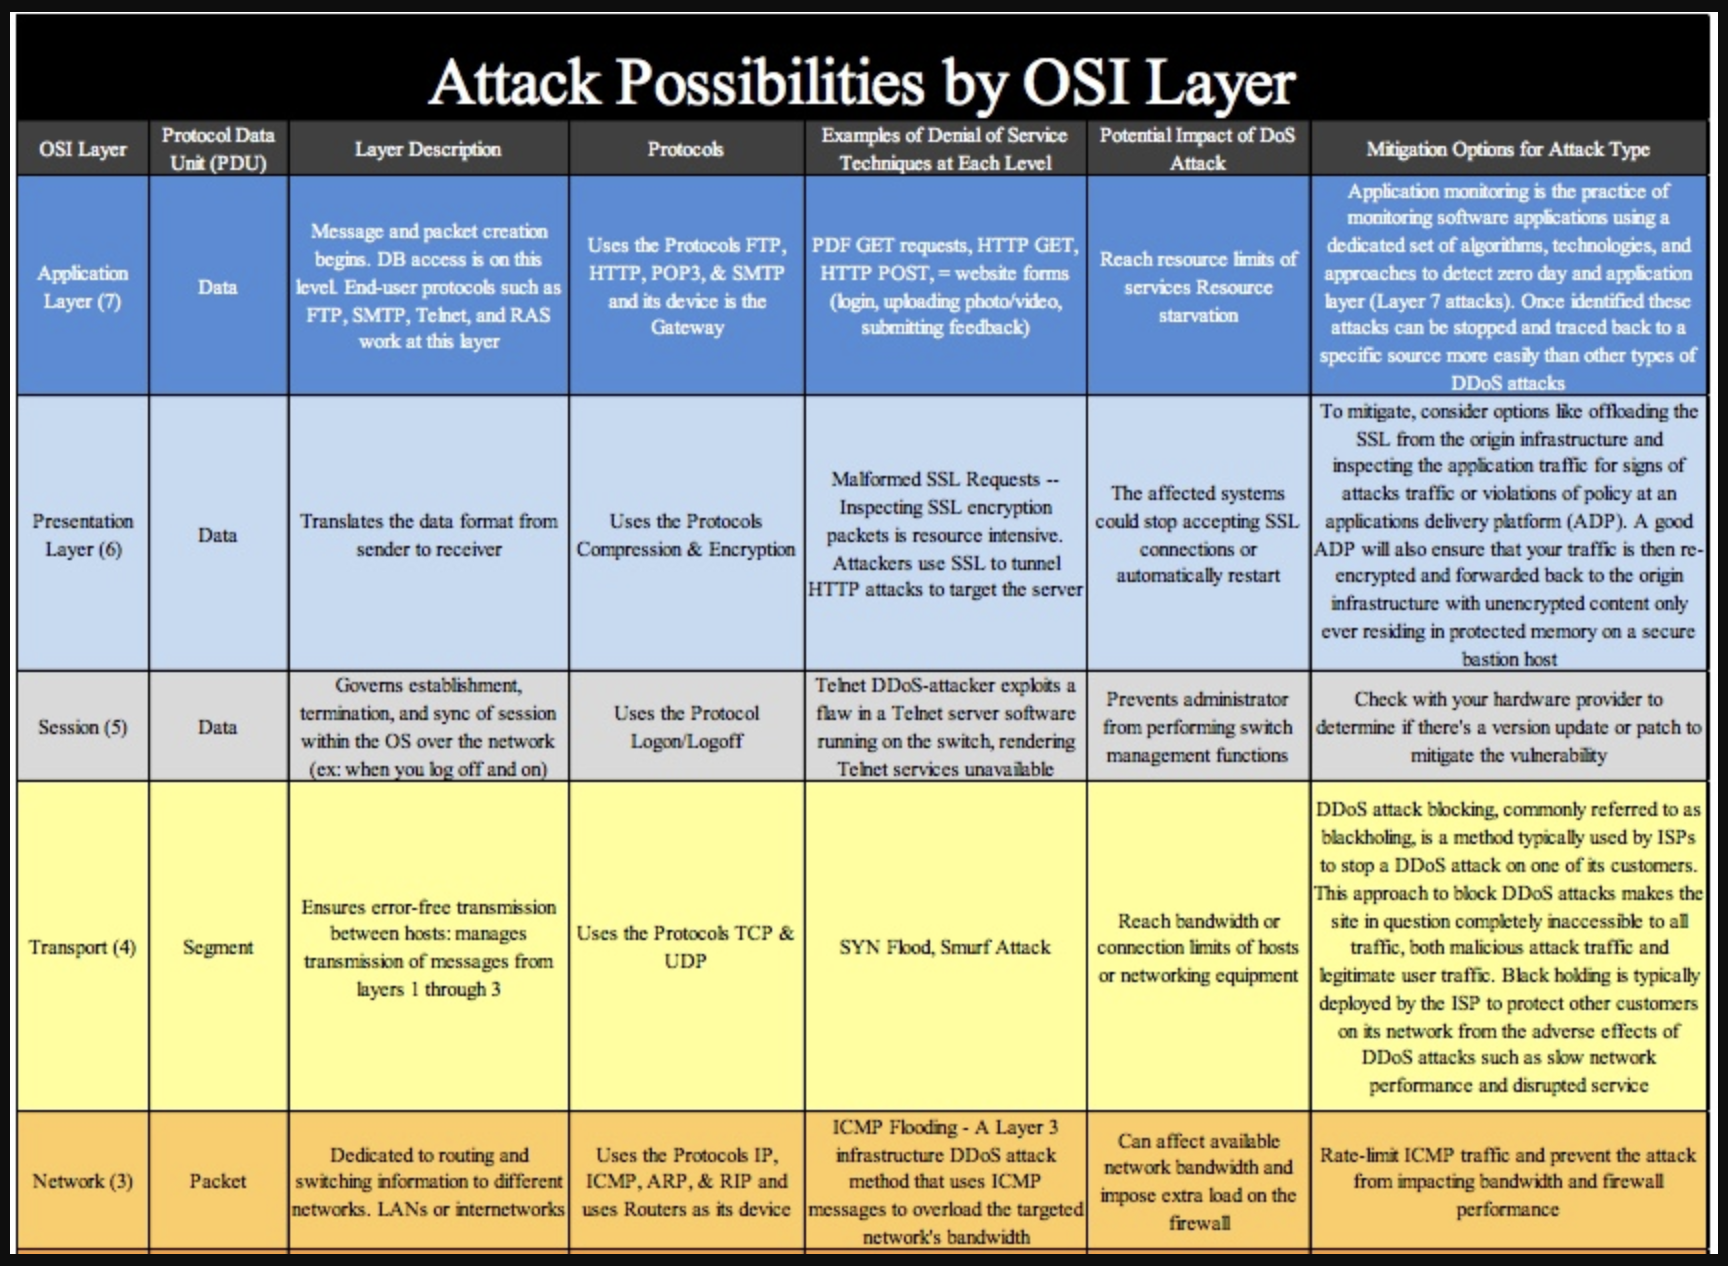 Attack Possibilities by OSI Layer
OSI Layer
Protocol Data
Unit (PDU)
Layer Description
Protocols
Examples of Denial of Service
Techniques at Each Level
Potential Impact of DoS
Attack
Mitigation Options for Attack Type
Application
Layer (7)
Data
Message and packet creation
begins. DB access is on this
level. End-user protocols such as
FTP, SMTP, Telnet, and RAS
work at this layer
Uses the Protocols FTP,
HTTP, POP3, & SMTP
and its device is the
Gateway
PDF GET requests, HTTP GET,
HTTP POST, = website forms
(login, uploading photo/video,
submitting feedback)
Reach resource limits of
services Resource
starvation
Application monitoring is the practice of
monitoring software applications using a
dedicated set of algorithms, technologies, and
approaches to detect zero day and application
layer (Layer 7 attacks). Once identified these
attacks can be stopped and traced back to a
specific source more easily than other types of
DDoS attacks
Presentation
Layer (6)
Data
Translates the data format from
sender to receiver
Uses the Protocols
Compression & Encryption
Malformed SSL Requests --
Inspecting SSL encryption
packets is resource intensive.
Attackers use SSL to tunnel
HTTP attacks to target the server
The affected systems
could stop accepting SSL
connections or
automatically restart
To mitigate, consider options like offloading the
SSL from the origin infrastructure and
inspecting the application traffic for signs of
attacks traffic or violations of policy at an
applications delivery platform (ADP). A good
ADP will also ensure that your traffic is then re-
encrypted and forwarded back to the origin
infrastructure with unencrypted content only
ever residing in protected memory on a secure
bastion host
Session (5)
Data
Governs establishment,
termination, and sync of session
within the OS over the network
(ex: when you log off and on)
Uses the Protocol
Logon/Logoff
Telnet DDoS-attacker exploits a
flaw in a Telnet server software
running on the switch, rendering
Telnet services unavailable
Prevents administrator
from performing switch
management functions
Check with your hardware provider to
determine if there's a version update or patch to
mitigate the vulnerability
Transport (4)
Segment
Ensures error-free transmission
between hosts: manages
transmission of messages from
layers 1 through 3
Uses the Protocols TCP &
UDP
SYN Flood, Smurf Attack
Reach bandwidth or
connection limits of hosts
or networking equipment
DDoS attack blocking, commonly referred to as
blackholing, is a method typically used by ISPs
to stop a DDoS attack on one of its customers.
This approach to block DDoS attacks makes the
site in question completely inaccessible to all
traffic, both malicious attack traffic and
legitimate user traffic. Black holding is typically
deployed by the ISP to protect other customers
on its network from the adverse effects of
DDoS attacks such as slow network
performance and disrupted service
Network (3)
Packet
Dedicated to routing and
switching information to different
networks. LANs or internetworks
Uses the Protocols IP,
ICMP, ARP, & RIP and
uses Routers as its device
ICMP Flooding - A Layer 3
infrastructure DDoS attack
method that uses ICMP
messages to overload the targeted
network's bandwidth
Can affect available
network bandwidth and
impose extra load on the
firewall
Rate-limit ICMP traffic and prevent the attack
from impacting bandwidth and firewall
performance